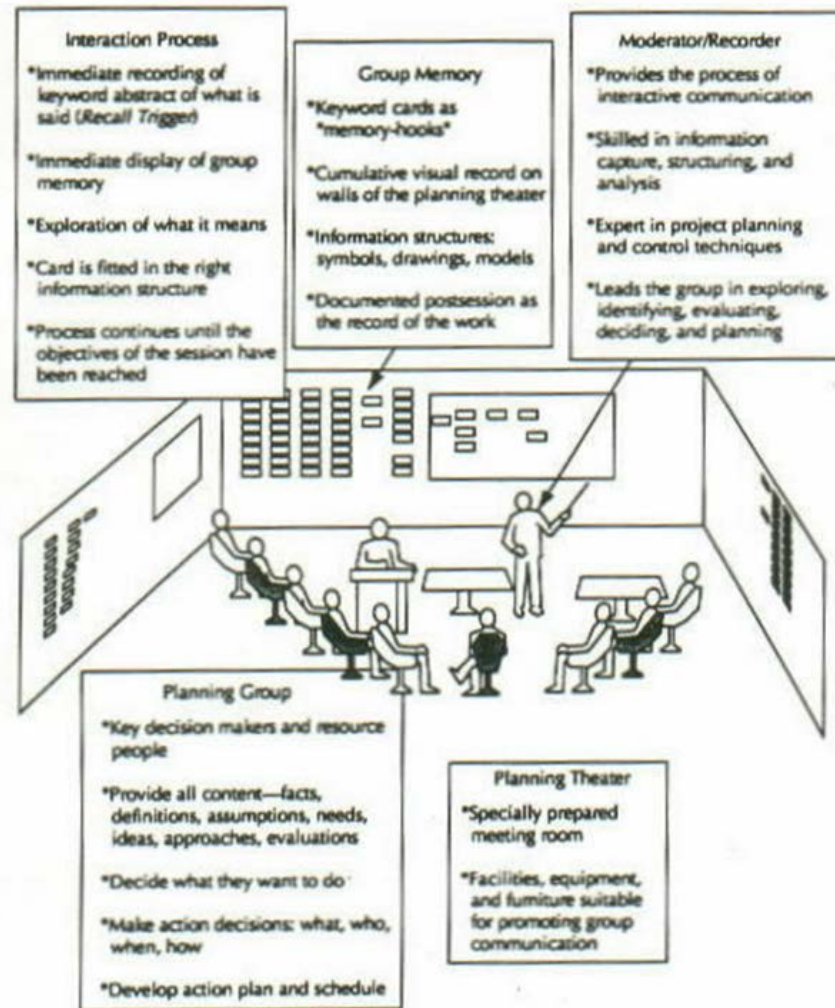 Interaction Process
*Immediate recording of
keyword abstract of what is
said (Recall Trigger)
*Immediate display of group
memory
*Exploration of what it means
*Card is fitted in the right
information structure
*Process continues until the
objectives of the session have
been reached
Group Memory
*Keyword cards as
"memory-hooks"
*Cumulative visual record on
walls of the planning theater
*Information structures:
symbols, drawings, models
*Documented postsession as
the record of the work
Moderator/Recorder
*Provides the process of
interactive communication
*Skilled in information
capture, structuring, and
analysis
*Expert in project planning
and control techniques
*Leads the group in exploring,
identifying, evaluating,
deciding, and planning
Planning Group
*Key decision makers and resource
people
*Provide all content—facts,
definitions, assumptions, needs,
ideas, approaches, evaluations
*Decide what they want to do
*Make action decisions: what, who,
when, how
*Develop action plan and schedule
Planning Theater
*Specially prepared
meeting room
*Facilities, equipment,
and furniture suitable
for promoting group
communication